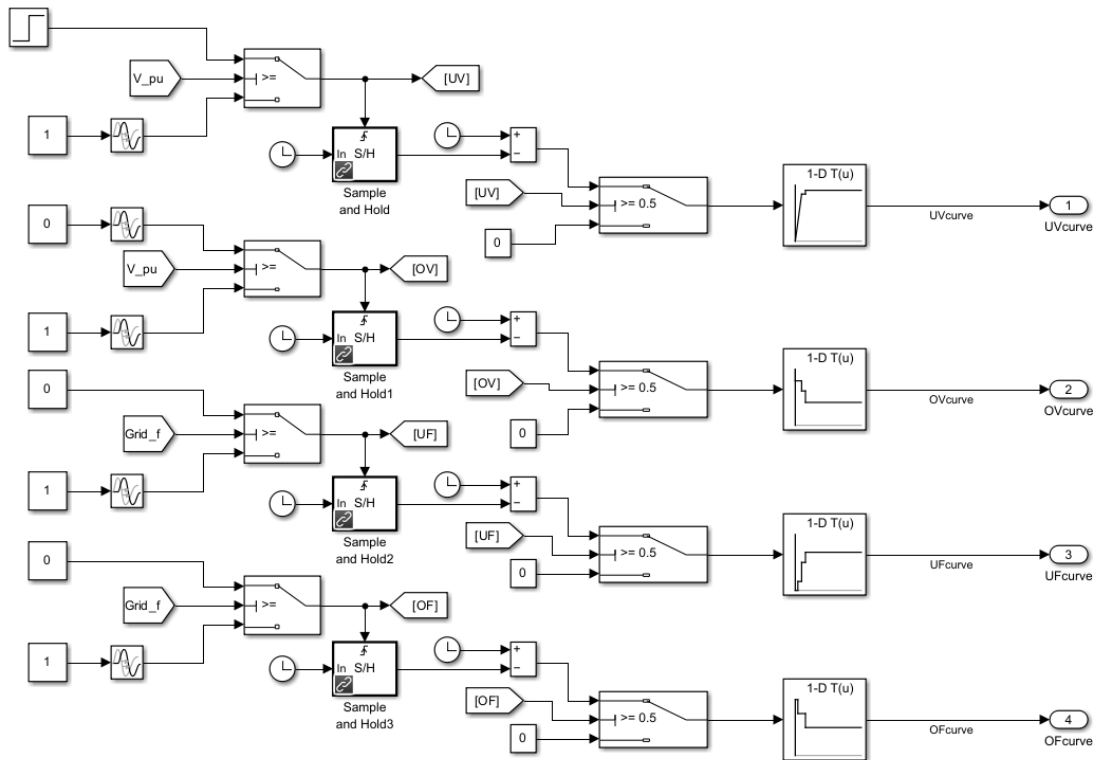 V_pu
>=
[UV]
1
In S/H
Sample
and Hold
+
−
[UV]
>= 0.5
0
1-D T(u)
UVcurve
1
UVcurve
0
V_pu
>=
[OV]
1
In S/H
Sample
and Hold1
+
−
[OV]
>= 0.5
0
1-D T(u)
OVcurve
2
OVcurve
0
Grid_f
>=
[UF]
1
In S/H
Sample
and Hold2
+
−
[UF]
>= 0.5
0
1-D T(u)
UFcurve
3
UFcurve
0
Grid_f
>=
[OF]
1
In S/H
Sample
and Hold3
+
−
[OF]
>= 0.5
0
1-D T(u)
OFcurve
4
OFcurve